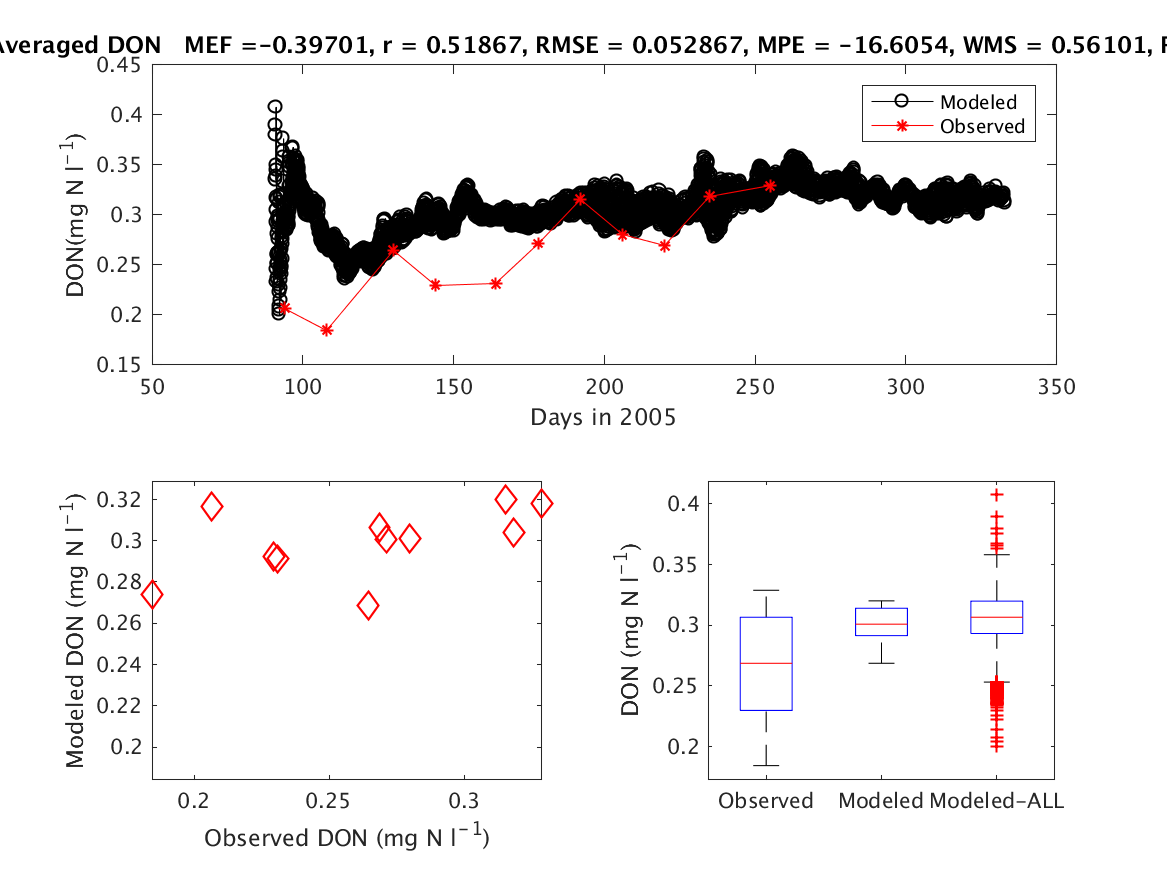 Averaged DON MEF =-0.39701, r = 0.51867, RMSE = 0.052867, MPE = -16.6054, WMS = 0.56101,
0.45
0.4
0.35
0.3
0.25
0.2
0.15
DON(mg N l⁻¹)
Modeled
Observed
50 100 150 200 250 300 350
Days in 2005
0.32
0.3
0.28
0.26
0.24
0.22
0.2
Modeled DON (mg N l⁻¹)
0.2 0.25 0.3
Observed DON (mg N l⁻¹)
0.4
0.35
0.3
0.25
0.2
DON (mg N l⁻¹)
Observed Modeled Modeled-ALL